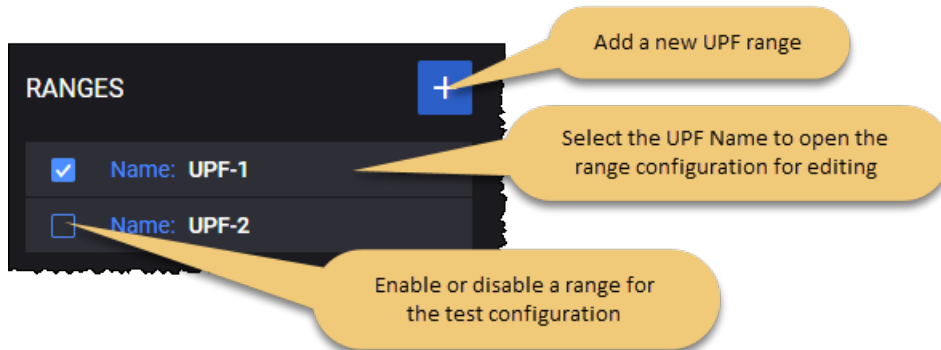 Add a new UPF range
RANGES
+
Select the UPF Name to open the
range configuration for editing
Name: UPF-1
Name: UPF-2
Enable or disable a range for
the test configuration